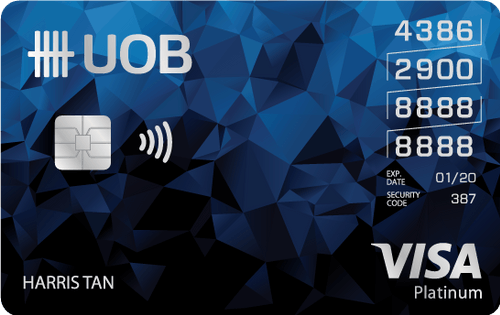 UOB
4386
2900
8888
8888
EXP. DATE 01/20
SECURITY CODE 387
VISA
Platinum
HARRIS TAN